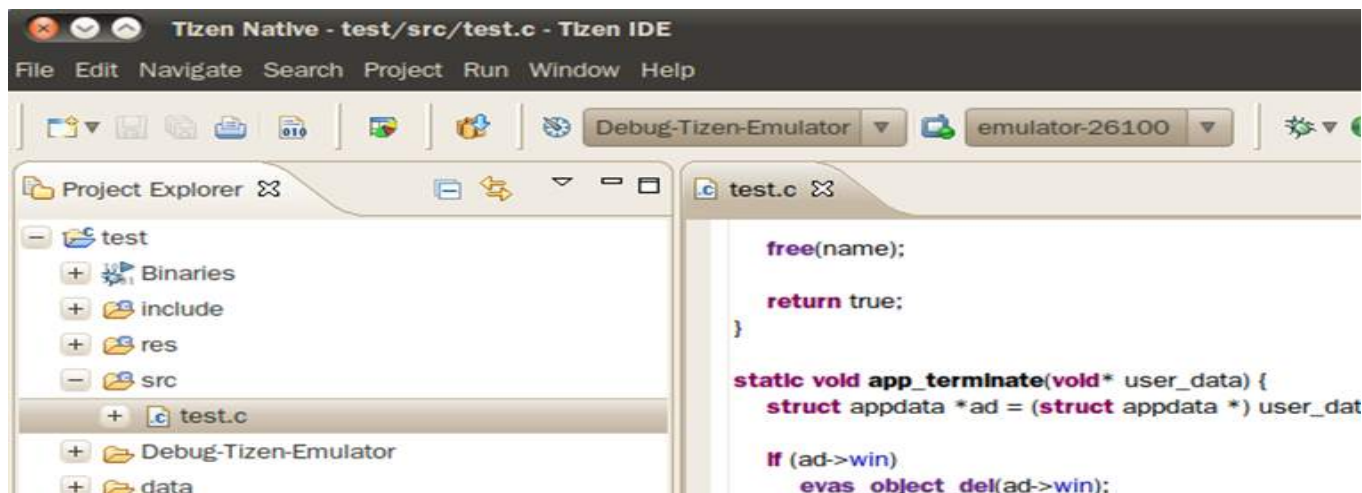 Tizen Native - test/src/test.c - Tizen IDE
File Edit Navigate Search Project Run Window Help
010 Debug-Tizen-Emulator emulator-26100
Project Explorer
test.c
test
Binaries
include
res
src
test.c
Debug-Tizen-Emulator
data
free(name);
return true;
}
static void app_terminate(void* user_data) {
struct appdata *ad = (struct appdata *) user_dat
If (ad->win)
evas_object_del(ad->win);